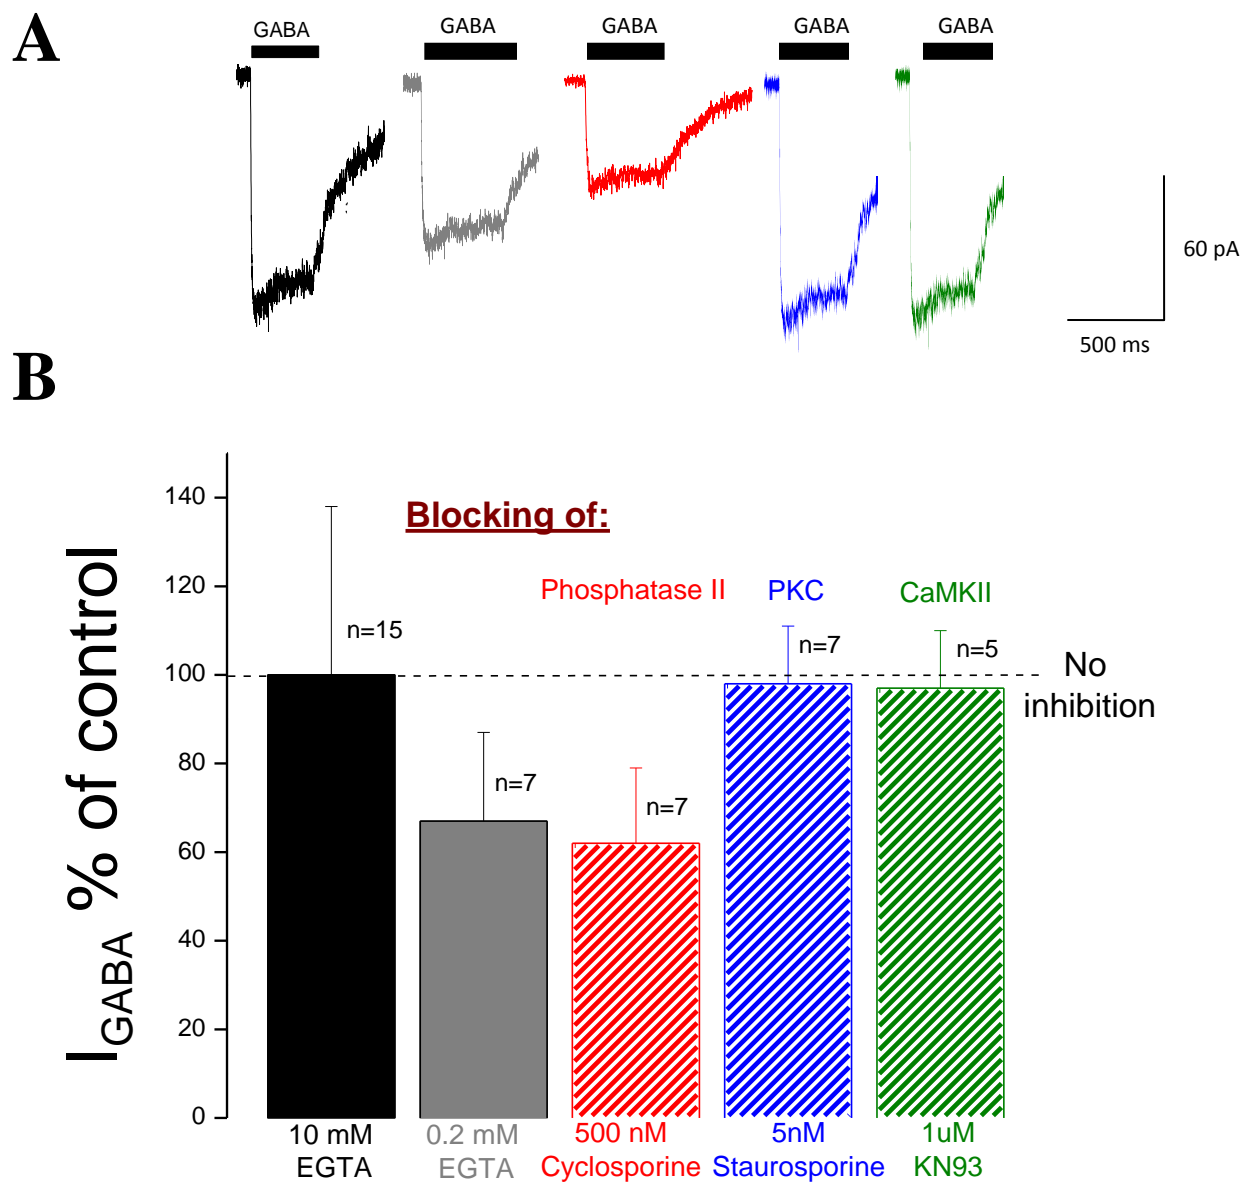 A
GABA
GABA
GABA
GABA
GABA
60 pA
500 ms
B
I_GABA % of control
140
120
100
80
60
40
20
0
Blocking of:
Phosphatase II
PKC
CaMKII
n=15
n=7
n=7
n=7
n=5
No
inhibition
10 mM
EGTA
0.2 mM
EGTA
500 nM
Cyclosporine
5nM
Staurosporine
1uM
KN93